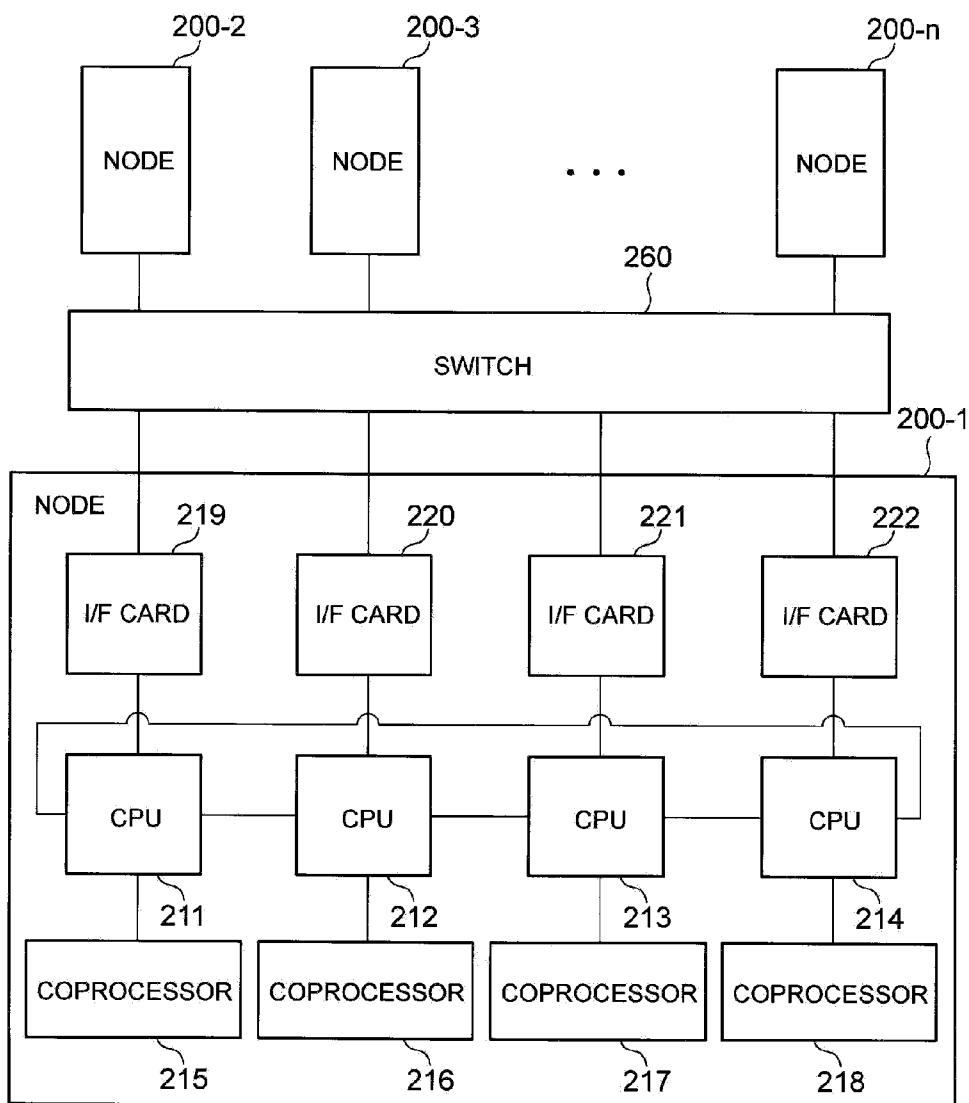 200-2 200-3 200-n
NODE NODE . . . NODE
260
SWITCH
200-1
NODE 219 220 221 222
I/F CARD I/F CARD I/F CARD I/F CARD
CPU CPU CPU CPU
211 212 213 214
COPROCESSOR COPROCESSOR COPROCESSOR COPROCESSOR
215 216 217 218